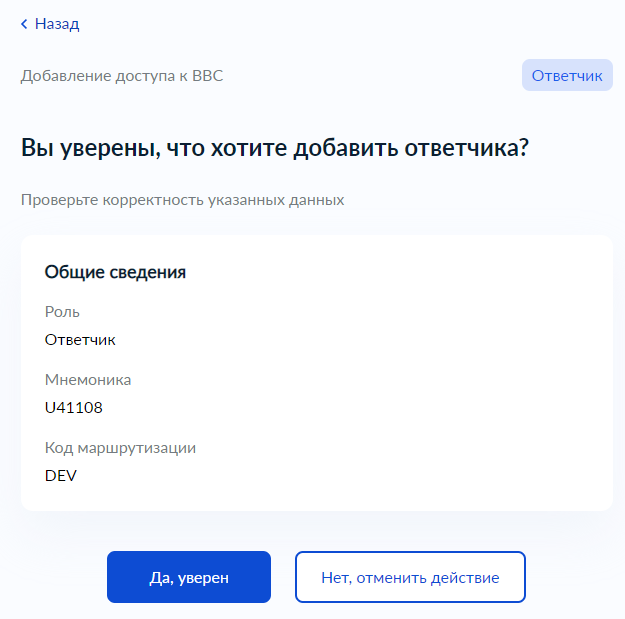 Назад
Добавление доступа к ВВС
Ответчик
Вы уверены, что хотите добавить ответчика?
Проверьте корректность указанных данных
Общие сведения
Роль
Ответчик
Мнемоника
U41108
Код маршрутизации
DEV
Да, уверен
Нет, отменить действие